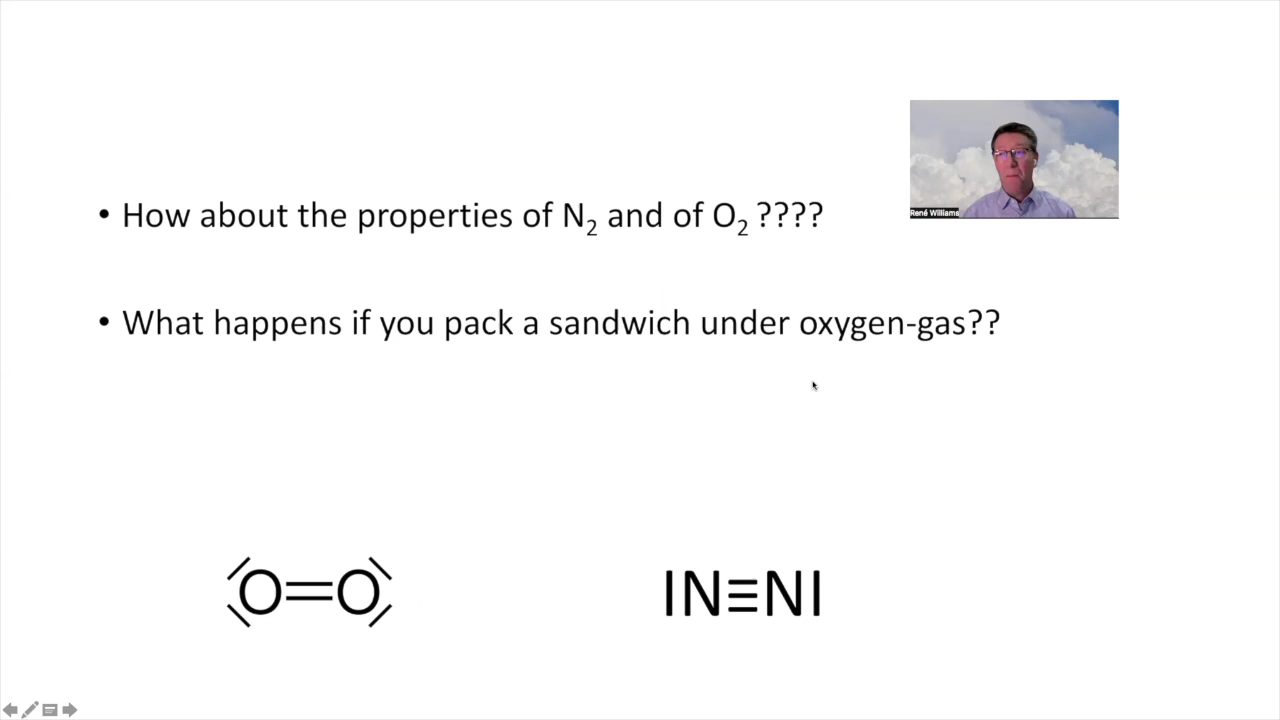 • How about the properties of N₂ and of O₂ ????
René Williams
• What happens if you pack a sandwich under oxygen-gas??
O=O
IN≡NI